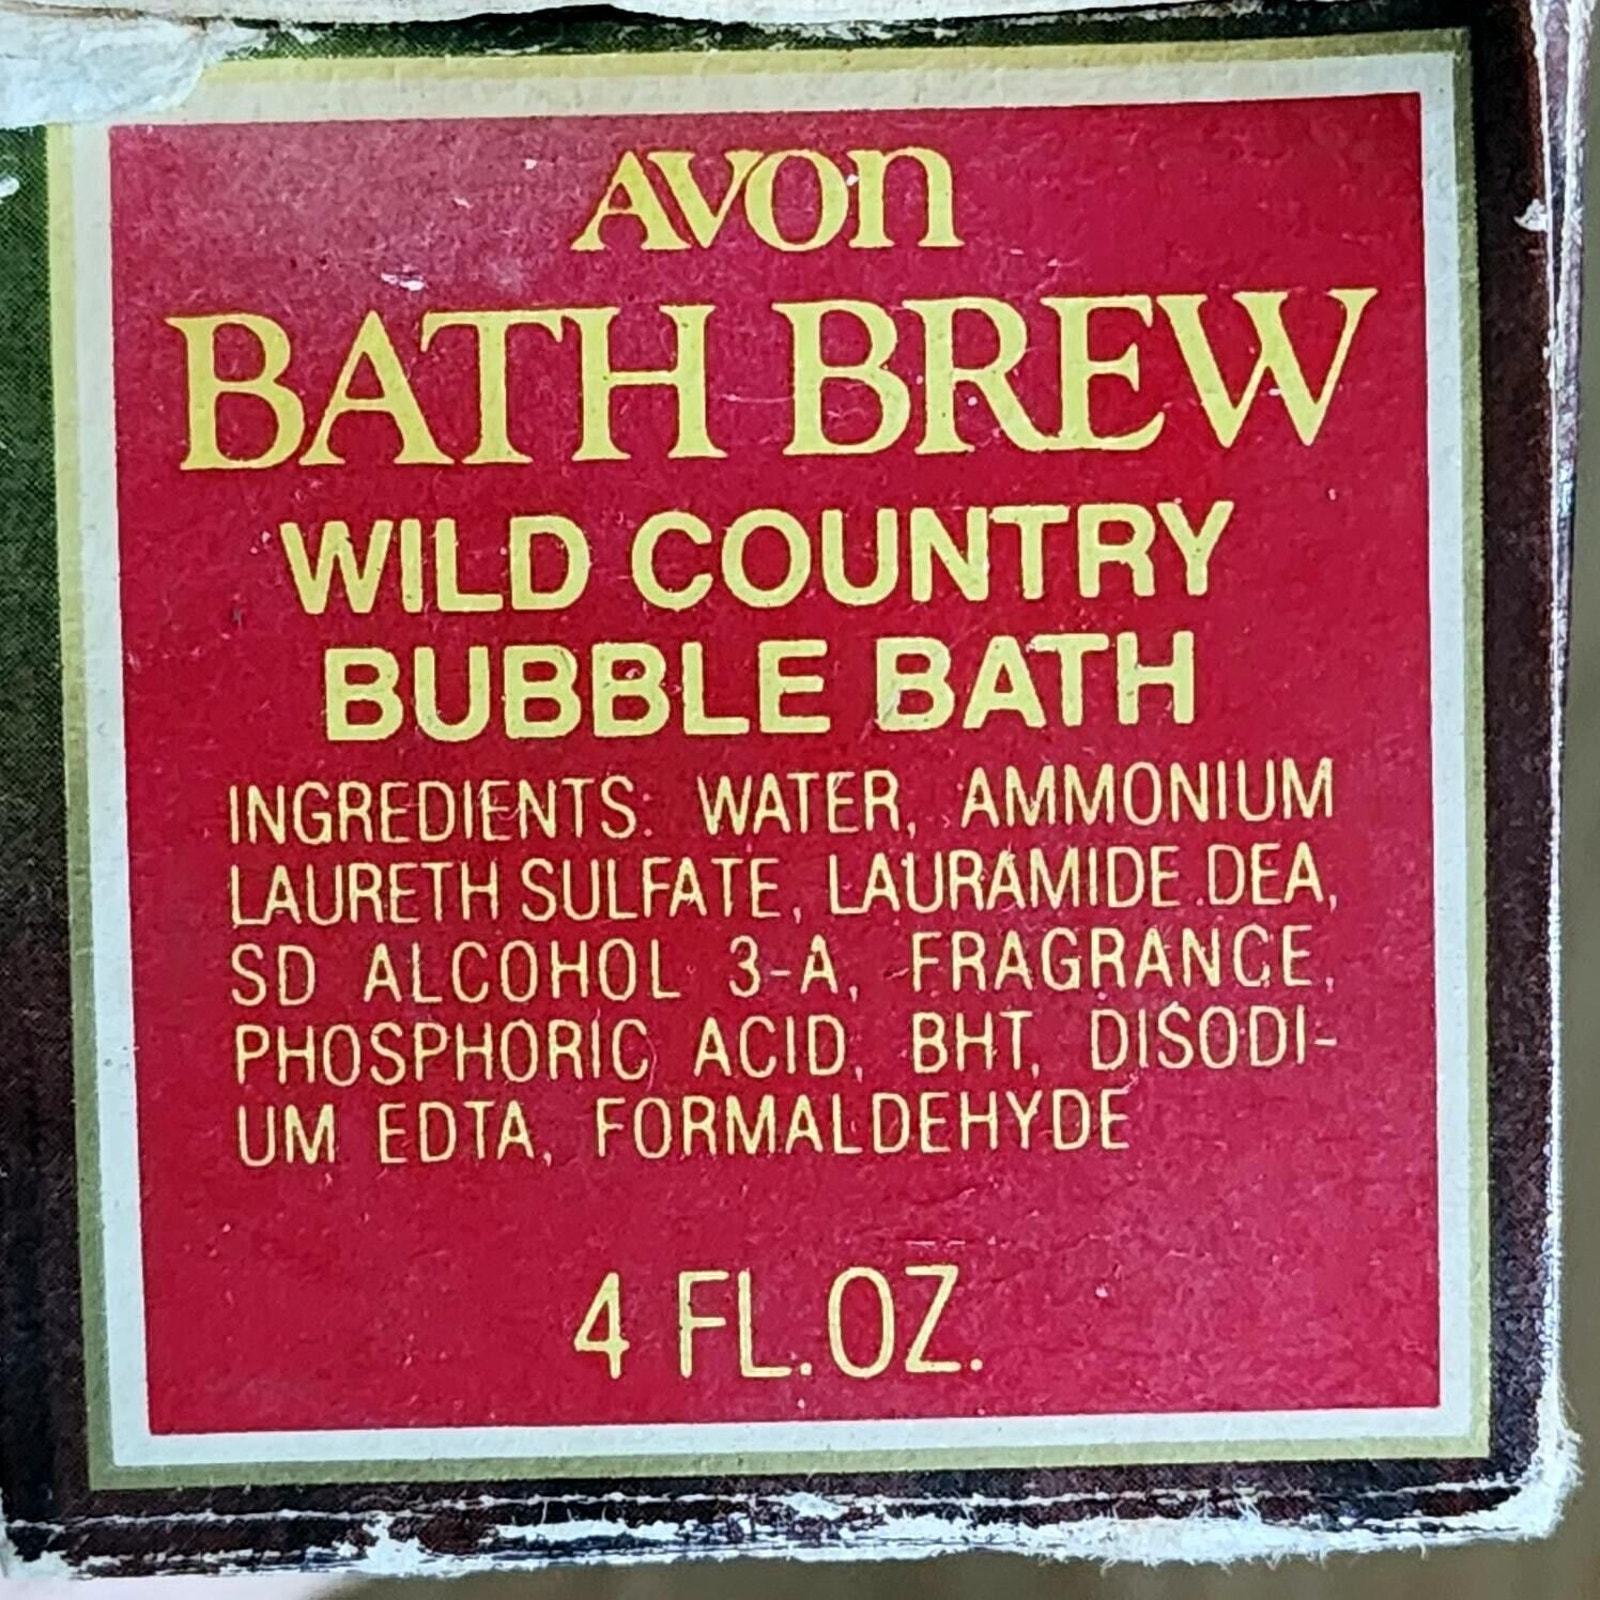 AVON
BATH BREW
WILD COUNTRY
BUBBLE BATH
INGREDIENTS: WATER, AMMONIUM
LAURETH SULFATE, LAURAMIDE DEA,
SD ALCOHOL 3-A, FRAGRANCE,
PHOSPHORIC ACID, BHT, DISODI-
UM EDTA, FORMALDEHYDE
4 FL.OZ.